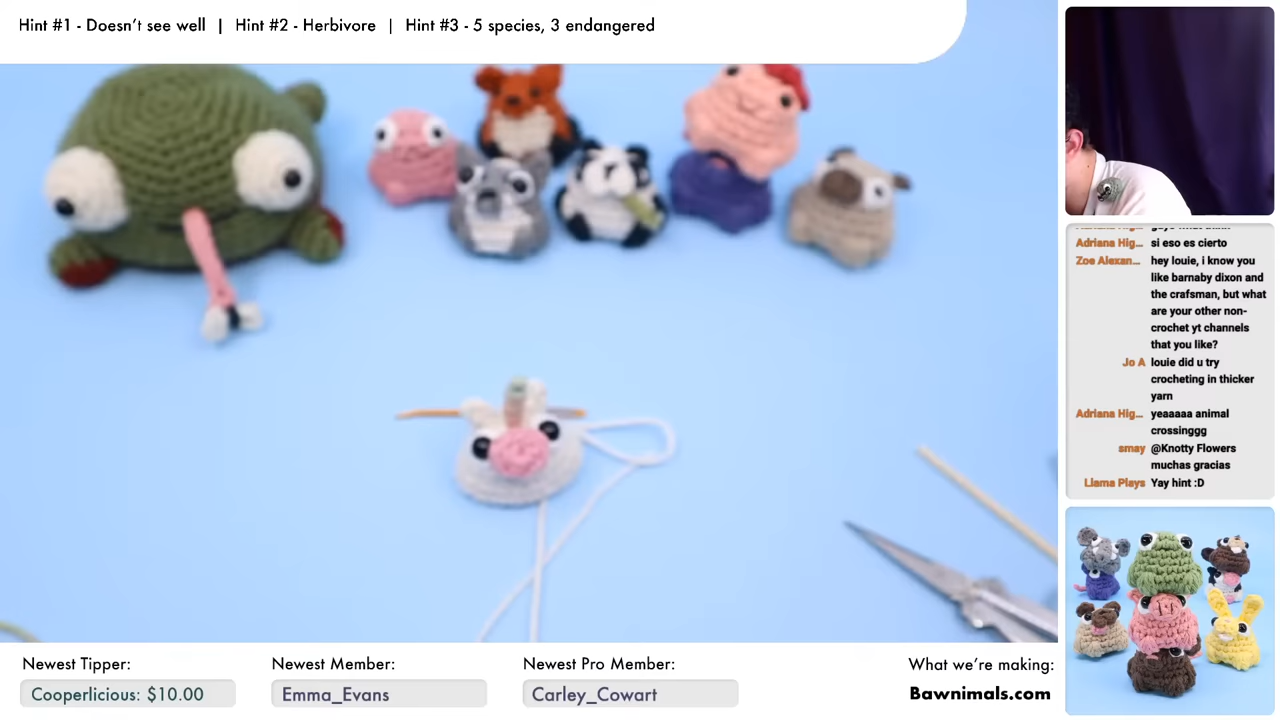 Hint #1 - Doesn't see well | Hint #2 - Herbivore | Hint #3 - 5 species, 3 endangered
Adriana Hig... si eso es cierto
Zoe Alexan... hey louie, i know you
like barnaby dixon and
the crafsman, but what
are your other non-
crochet yt channels
that you like?
Jo A louie did u try
crocheting in thicker
yarn
Adriana Hig... yeaaaaa animal
crossinggg
smay @Knotty Flowers
muchas gracias
Llama Plays Yay hint :D
Newest Tipper:
Cooperlicious: $10.00
Newest Member:
Emma_Evans
Newest Pro Member:
Carley_Cowart
What we're making:
Bawnimals.com